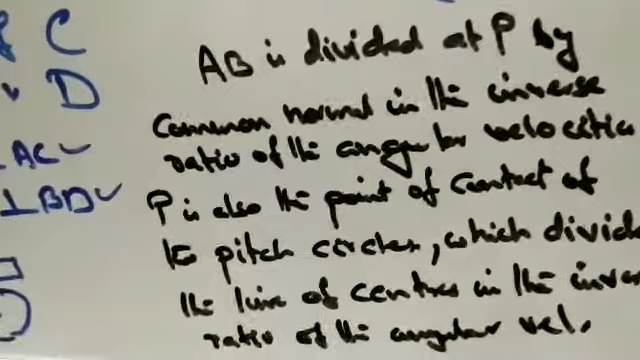 C
D
AC
⊥BD
AB is divided at P by
Common normal in the inverse
ratio of the angular velocities
P is also the point of contact of
to pitch circles, which divide
the line of centres in the inver
ratio of the angular vel.